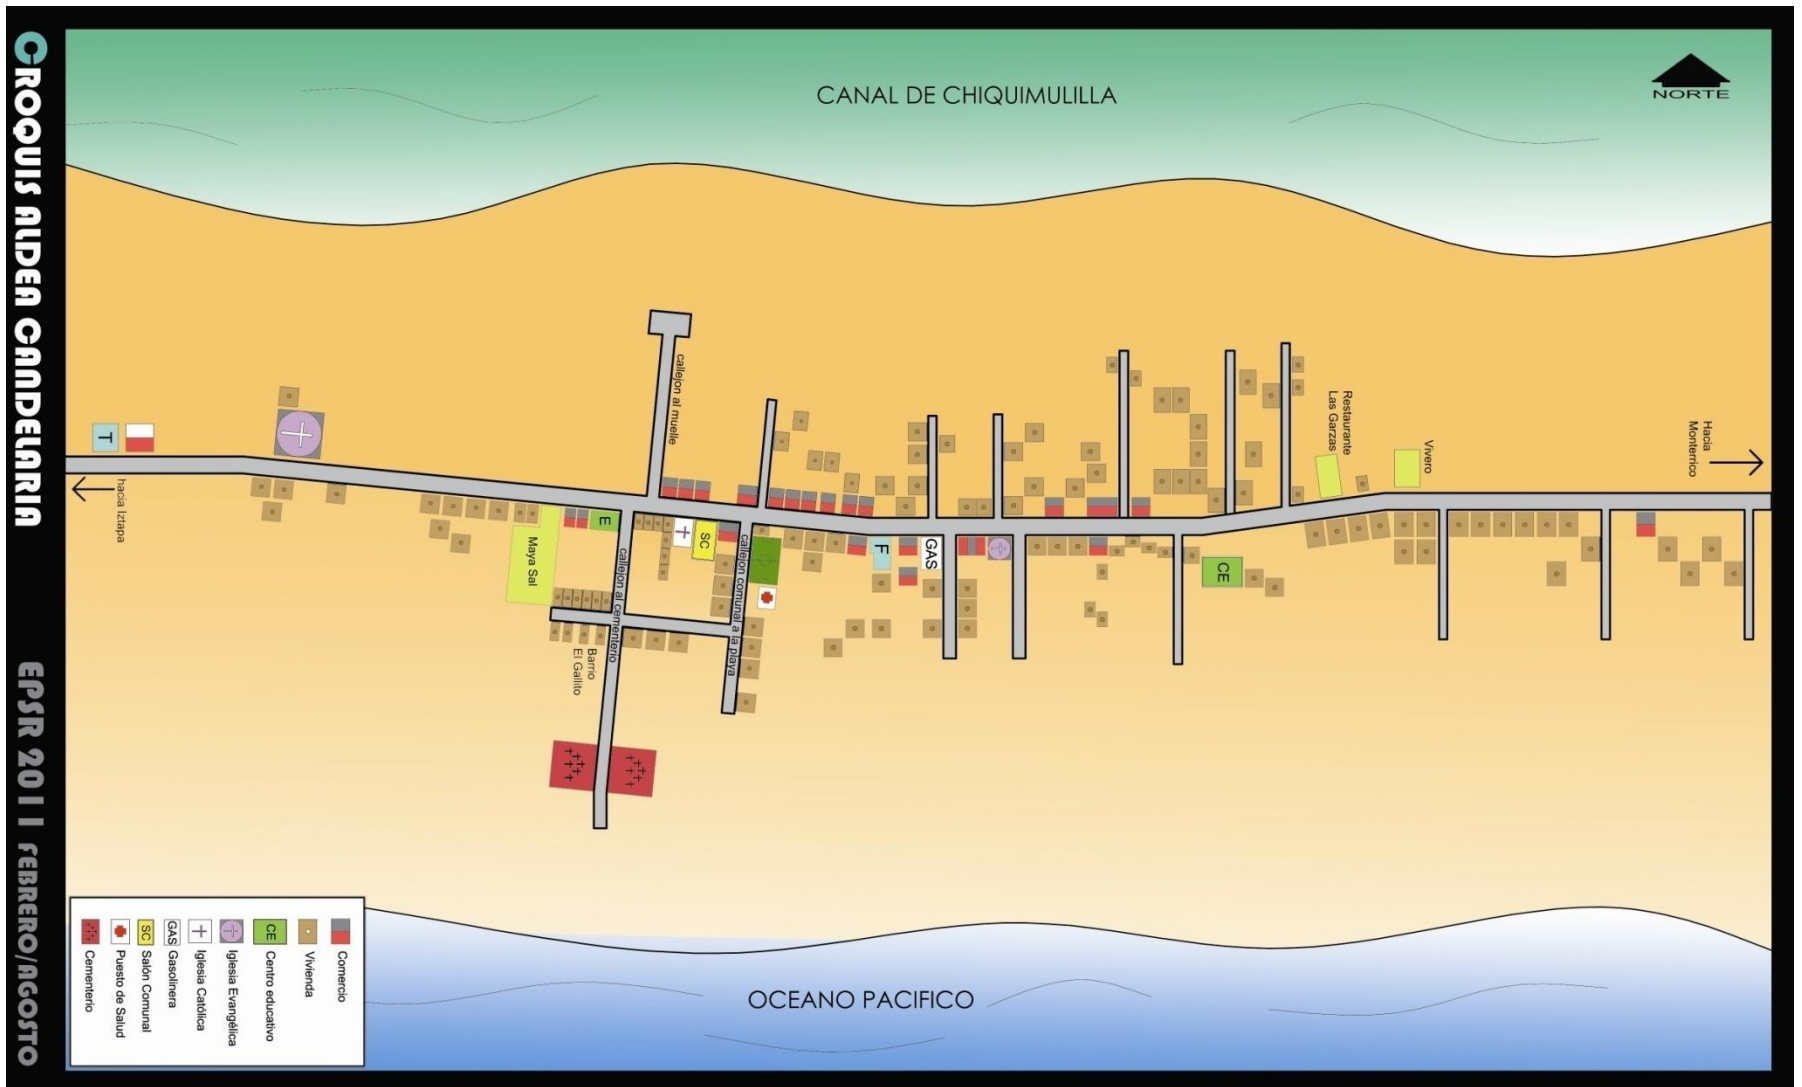 CROQUIS ALDEA CANDELARIA
EPSR 2011 FEBRERO/AGOSTO
CANAL DE CHIQUIMULILLA
NORTE
callejon al muelle
Restaurante
Las Garzas
Vivero
Hacia
Monterrico
T
hacia Iztapa
Maya Sal
E
SC
F
GAS
CE
callejon al cementerio
callejon comunal a la playa
Barrio
El Gallito
OCEANO PACIFICO
Comercio
Vivienda
CE Centro educativo
Iglesia Evangélica
Iglesia Católica
GAS Gasolinera
SC Salón Comunal
Puesto de Salud
Cementerio